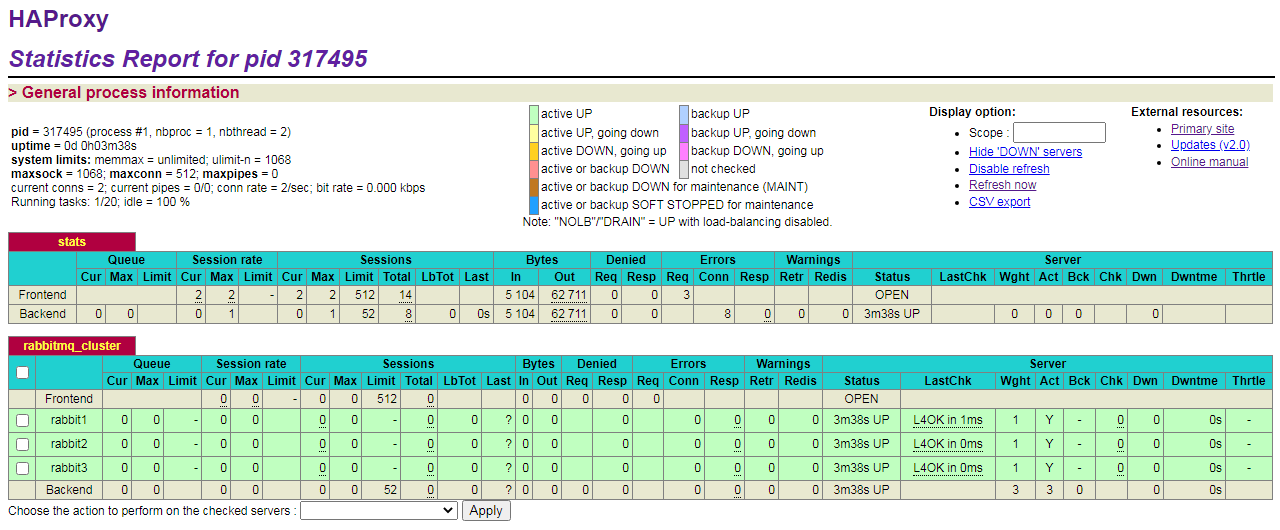 HAProxy
Statistics Report for pid 317495
> General process information
pid = 317495 (process #1, nbproc = 1, nbthread = 2)
uptime = 0d 0h03m38s
system limits: memmax = unlimited; ulimit-n = 1068
maxsock = 1068; maxconn = 512; maxpipes = 0
current conns = 2; current pipes = 0/0; conn rate = 2/sec; bit rate = 0.000 kbps
Running tasks: 1/20; idle = 100 %
active UP backup UP
active UP, going down backup UP, going down
active DOWN, going up backup DOWN, going up
active or backup DOWN not checked
active or backup DOWN for maintenance (MAINT)
active or backup SOFT STOPPED for maintenance
Note: "NOLB"/"DRAIN" = UP with load-balancing disabled.
Display option:
Scope :
Hide 'DOWN' servers
Disable refresh
Refresh now
CSV export
External resources:
Primary site
Updates (v2.0)
Online manual
stats
Queue Session rate Sessions Bytes Denied Errors Warnings Server
Cur Max Limit Cur Max Limit Cur Max Limit Total LbTot Last In Out Req Resp Req Conn Resp Retr Redis Status LastChk Wght Act Bck Chk Dwn Dwntme Thrtle
Frontend 2 2 - 2 2 512 14 5 104 62 711 0 0 3 OPEN
Backend 0 0 0 1 0 1 52 8 0 0s 5 104 62 711 0 0 8 0 0 0 3m38s UP 0 0 0 0
rabbitmq_cluster
Queue Session rate Sessions Bytes Denied Errors Warnings Server
Cur Max Limit Cur Max Limit Cur Max Limit Total LbTot Last In Out Req Resp Req Conn Resp Retr Redis Status LastChk Wght Act Bck Chk Dwn Dwntme Thrtle
Frontend 0 0 - 0 0 512 0 0 0 0 0 0 OPEN
rabbit1 0 0 - 0 0 0 0 - 0 0 ? 0 0 0 0 0 0 0 3m38s UP L4OK in 1ms 1 Y - 0 0 0s -
rabbit2 0 0 - 0 0 0 0 - 0 0 ? 0 0 0 0 0 0 0 3m38s UP L4OK in 0ms 1 Y - 0 0 0s -
rabbit3 0 0 - 0 0 0 0 - 0 0 ? 0 0 0 0 0 0 0 3m38s UP L4OK in 0ms 1 Y - 0 0 0s -
Backend 0 0 0 0 0 0 52 0 0 ? 0 0 0 0 0 0 0 0 3m38s UP 3 3 0 0 0s
Choose the action to perform on the checked servers : Apply